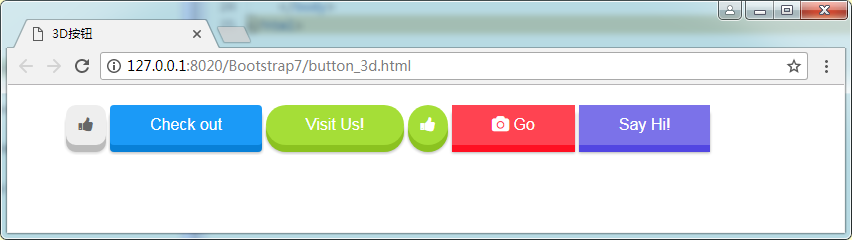 3D按钮
127.0.0.1:8020/Bootstrap7/button_3d.html
Check out Visit Us! Go Say Hi!